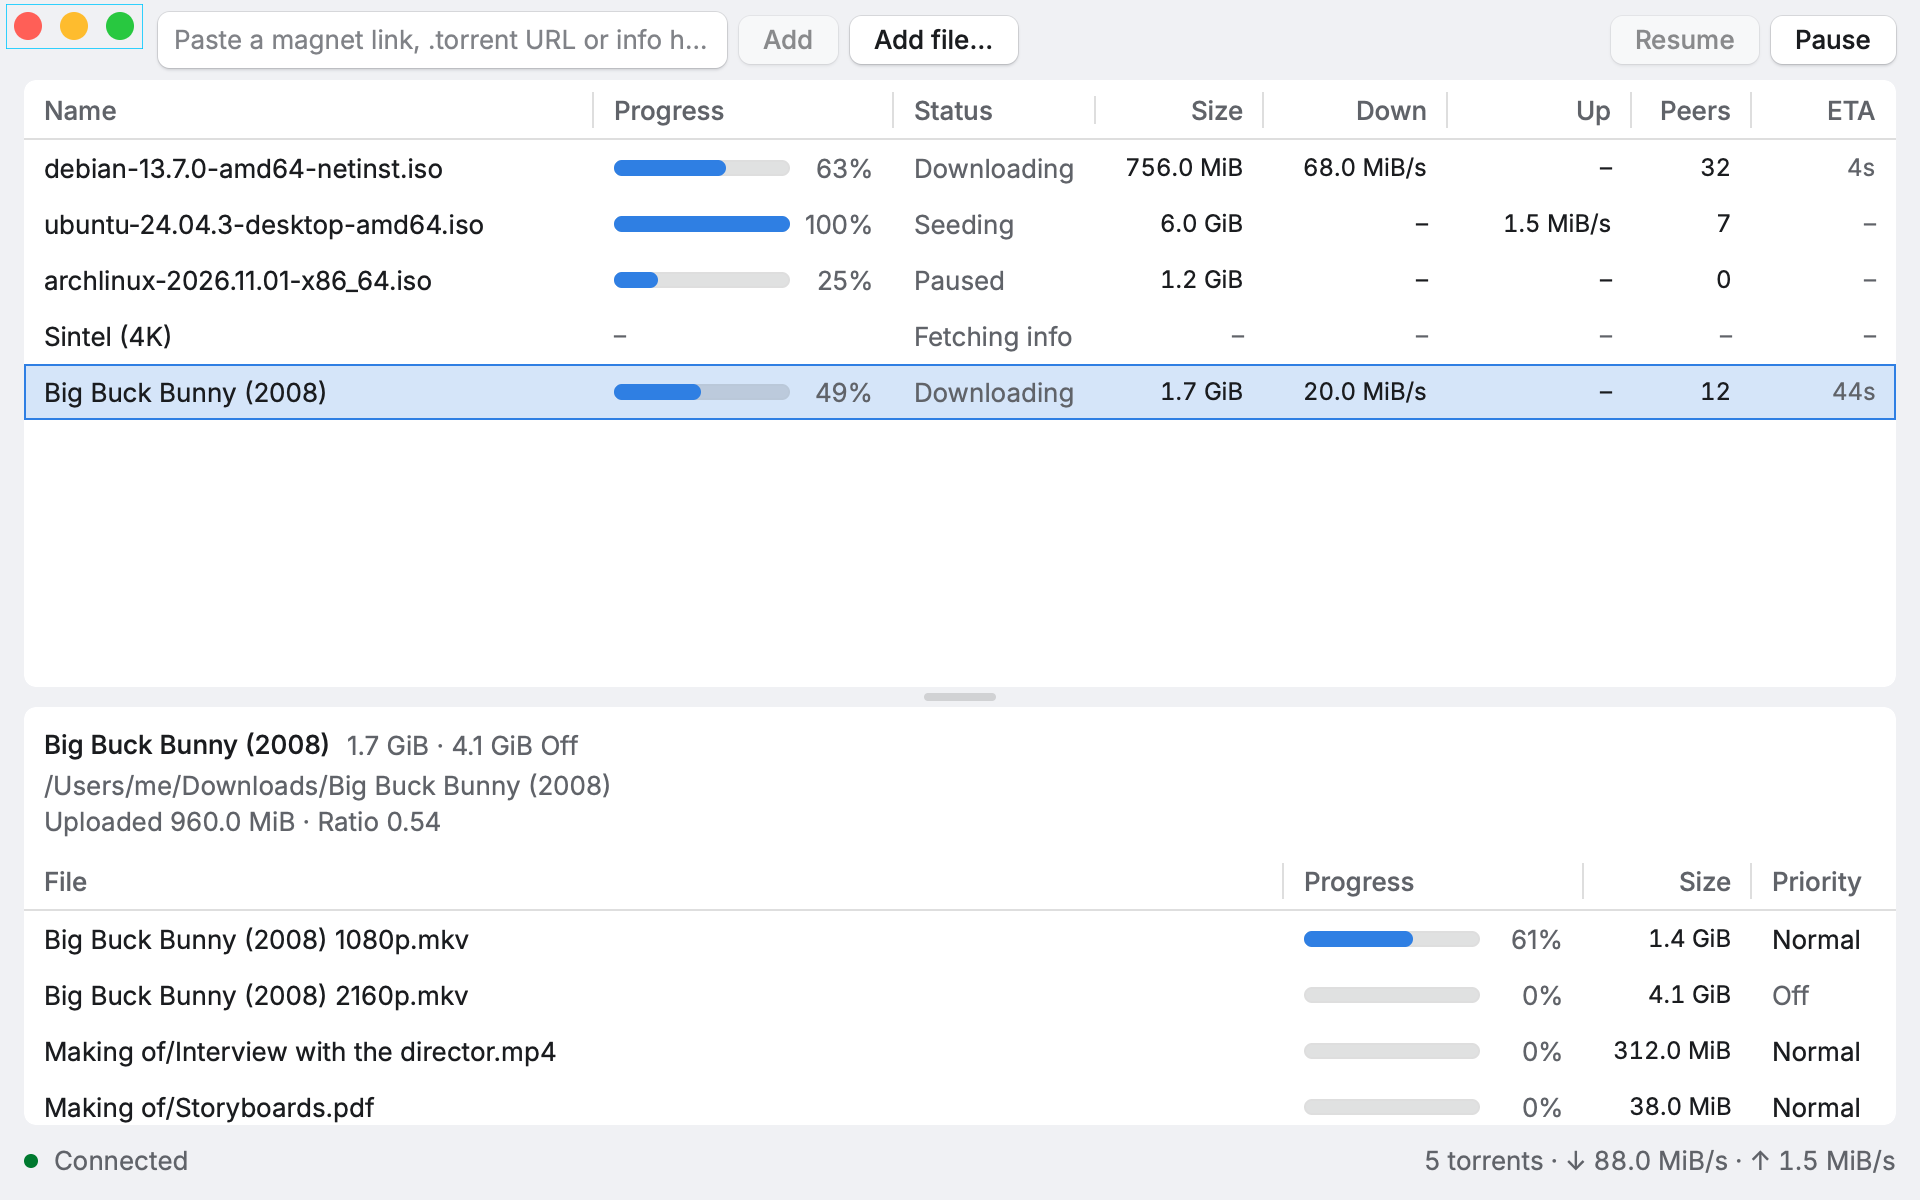 Paste a magnet link, .torrent URL or info h... Add Add file... Resume Pause
Name Progress Status Size Down Up Peers ETA
debian-13.7.0-amd64-netinst.iso 63% Downloading 756.0 MiB 68.0 MiB/s – 32 4s
ubuntu-24.04.3-desktop-amd64.iso 100% Seeding 6.0 GiB – 1.5 MiB/s 7 –
archlinux-2026.11.01-x86_64.iso 25% Paused 1.2 GiB – – 0 –
Sintel (4K) – Fetching info – – – – –
Big Buck Bunny (2008) 49% Downloading 1.7 GiB 20.0 MiB/s – 12 44s
Big Buck Bunny (2008) 1.7 GiB · 4.1 GiB Off
/Users/me/Downloads/Big Buck Bunny (2008)
Uploaded 960.0 MiB · Ratio 0.54
File Progress Size Priority
Big Buck Bunny (2008) 1080p.mkv 61% 1.4 GiB Normal
Big Buck Bunny (2008) 2160p.mkv 0% 4.1 GiB Off
Making of/Interview with the director.mp4 0% 312.0 MiB Normal
Making of/Storyboards.pdf 0% 38.0 MiB Normal
Connected 5 torrents · ↓ 88.0 MiB/s · ↑ 1.5 MiB/s